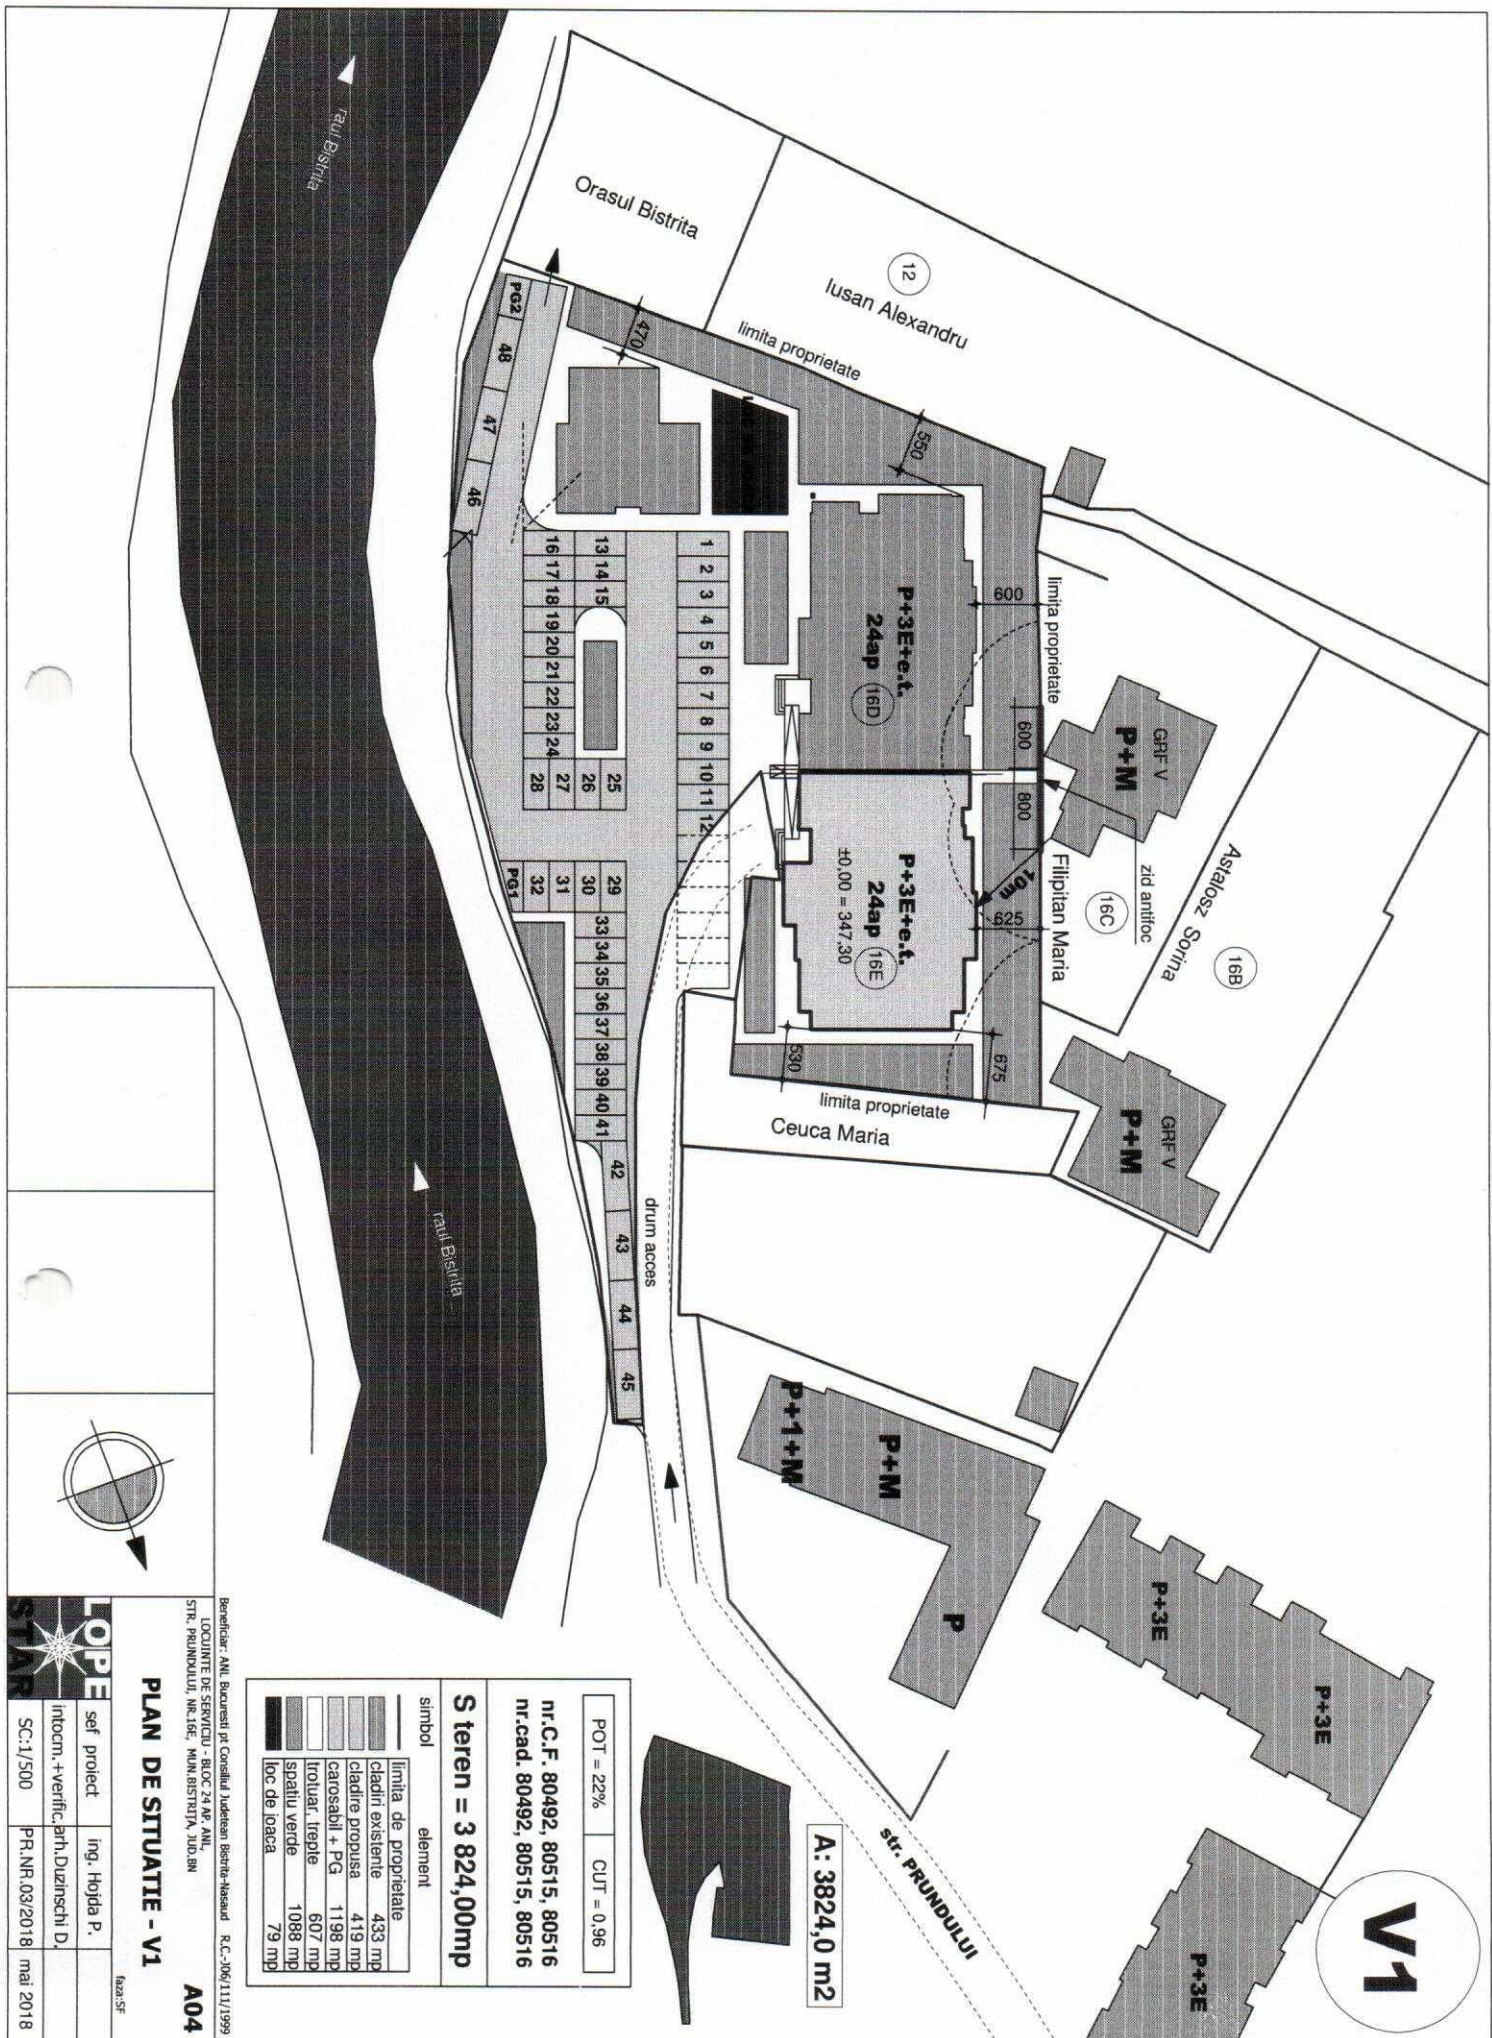 V1
raul Bistrita
Orasul Bistrita
12
Iusan Alexandru
limita proprietate
470
550
PG2
48
47
46
1
2
3
4
5
6
7
8
9
10
11
12
13
14
15
16
17
18
19
20
21
22
23
24
25
26
27
28
29
30
31
32
PG1
33
34
35
36
37
38
39
40
41
42
43
44
45
P+3E+e.t.
24ap
16D
600
limita proprietate
600
800
GRF V
P+M
zid antifoc
16C
Filipitan Maria
Astalosz Sorina
16B
10m
625
P+3E+e.t.
24ap
16E
±0,00 = 347,30
530
675
limita proprietate
Ceuca Maria
GRF V
P+M
drum acces
raul Bistrita
P+1+M
P+M
P
P+3E
P+3E
P+3E
str. PRUNDULUI
A: 3824,0 m2
POT = 22%
CUT = 0,96
nr.C.F. 80492, 80515, 80516
nr.cad. 80492, 80515, 80516
S teren = 3 824,00mp
simbol element
limita de proprietate
cladiri existente 433 mp
cladire propusa 419 mp
carosabil + PG 1198 mp
trotuar, trepte 607 mp
spatiu verde 1088 mp
loc de joaca 79 mp
Beneficiar: ANL Bucuresti pt Consiliul Judetean Bistrita-Nasaud R.C.-J06/111/1999
LOCUINTE DE SERVICIU - BLOC 24 AP. ANL,
STR. PRUNDULUI, NR.16E, MUN.BISTRIȚA, JUD.BN
PLAN DE SITUATIE - V1
A04
faza:SF
LOPE
STAR
sef proiect ing. Hojda P.
intocm.+verific. arh.Duzinschi D.
SC:1/500 PR.NR.03/2018 mai 2018